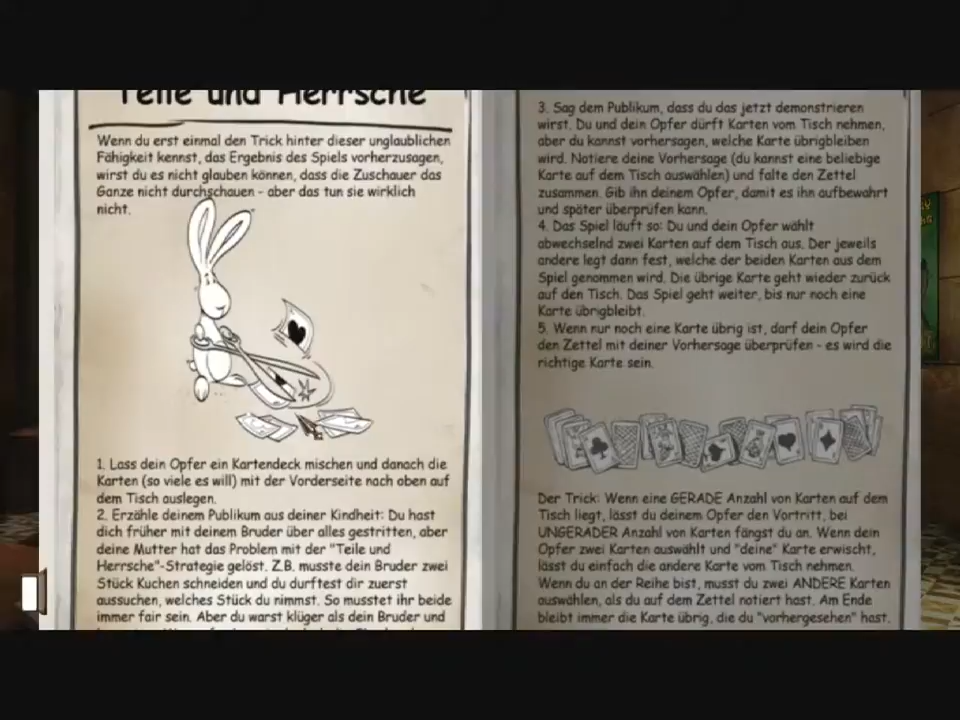 Teile und Herrsche
Wenn du erst einmal den Trick hinter dieser unglaublichen
Fähigkeit kennst, das Ergebnis des Spiels vorherzusagen,
wirst du es nicht glauben können, dass die Zuschauer das
Ganze nicht durchschauen - aber das tun sie wirklich
nicht.
1. Lass dein Opfer ein Kartendeck mischen und danach die
Karten (so viele es will) mit der Vorderseite nach oben auf
dem Tisch auslegen.
2. Erzähle deinem Publikum aus deiner Kindheit: Du hast
dich früher mit deinem Bruder über alles gestritten, aber
deine Mutter hat das Problem mit der "Teile und
Herrsche"-Strategie gelöst. Z.B. musste dein Bruder zwei
Stück Kuchen schneiden und du durftest dir zuerst
aussuchen, welches Stück du nimmst. So musstet ihr beide
immer fair sein. Aber du warst klüger als dein Bruder und
3. Sag dem Publikum, dass du das jetzt demonstrieren
wirst. Du und dein Opfer dürft Karten vom Tisch nehmen,
aber du kannst vorhersagen, welche Karte übrigbleiben
wird. Notiere deine Vorhersage (du kannst eine beliebige
Karte auf dem Tisch auswählen) und falte den Zettel
zusammen. Gib ihn deinem Opfer, damit es ihn aufbewahrt
und später überprüfen kann.
4. Das Spiel läuft so: Du und dein Opfer wählt
abwechselnd zwei Karten auf dem Tisch aus. Der jeweils
andere legt dann fest, welche der beiden Karten aus dem
Spiel genommen wird. Die übrige Karte geht wieder zurück
auf den Tisch. Das Spiel geht weiter, bis nur noch eine
Karte übrigbleibt.
5. Wenn nur noch eine Karte übrig ist, darf dein Opfer
den Zettel mit deiner Vorhersage überprüfen - es wird die
richtige Karte sein.
Der Trick: Wenn eine GERADE Anzahl von Karten auf dem
Tisch liegt, lässt du deinem Opfer den Vortritt, bei
UNGERADER Anzahl von Karten fängst du an. Wenn dein
Opfer zwei Karten auswählt und "deine" Karte erwischt,
lässt du einfach die andere Karte vom Tisch nehmen.
Wenn du an der Reihe bist, musst du zwei ANDERE Karten
auswählen, als du auf dem Zettel notiert hast. Am Ende
bleibt immer die Karte übrig, die du "vorhergesehen" hast.